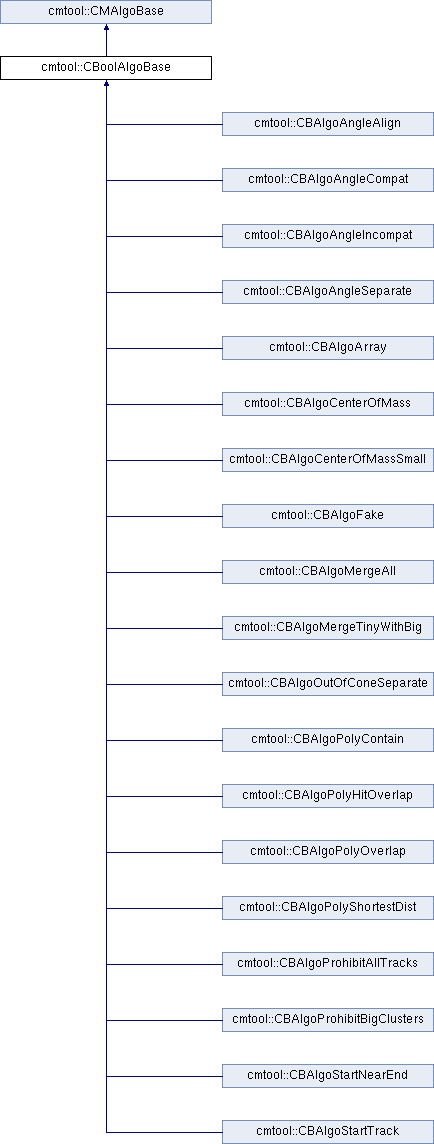 cmtool::CMAlgoBase
cmtool::CBoolAlgoBase
cmtool::CBAlgoAngleAlign
cmtool::CBAlgoAngleCompat
cmtool::CBAlgoAngleIncompat
cmtool::CBAlgoAngleSeparate
cmtool::CBAlgoArray
cmtool::CBAlgoCenterOfMass
cmtool::CBAlgoCenterOfMassSmall
cmtool::CBAlgoFake
cmtool::CBAlgoMergeAll
cmtool::CBAlgoMergeTinyWithBig
cmtool::CBAlgoOutOfConeSeparate
cmtool::CBAlgoPolyContain
cmtool::CBAlgoPolyHitOverlap
cmtool::CBAlgoPolyOverlap
cmtool::CBAlgoPolyShortestDist
cmtool::CBAlgoProhibitAllTracks
cmtool::CBAlgoProhibitBigClusters
cmtool::CBAlgoStartNearEnd
cmtool::CBAlgoStartTrack